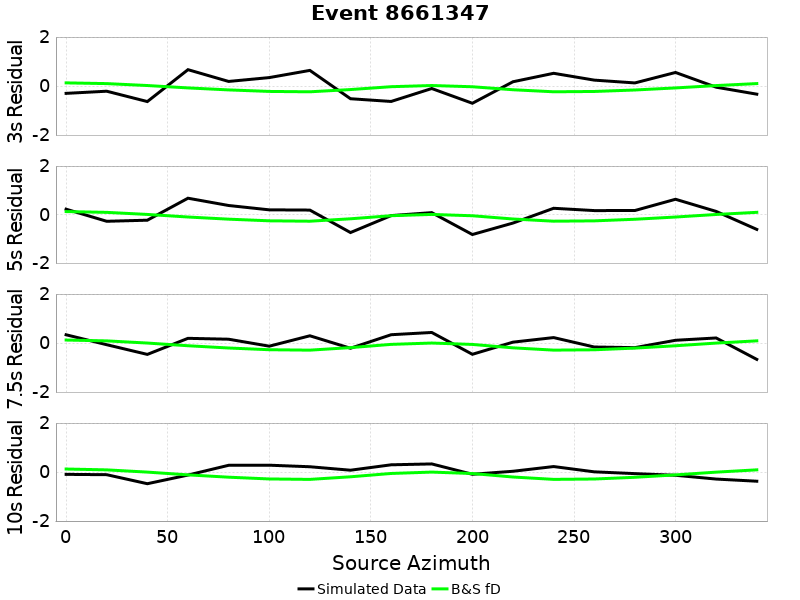 Event 8661347
3s Residual
2
0
-2
5s Residual
2
0
-2
7.5s Residual
2
0
-2
10s Residual
2
0
-2
0 50 100 150 200 250 300
Source Azimuth
Simulated Data B&S fD